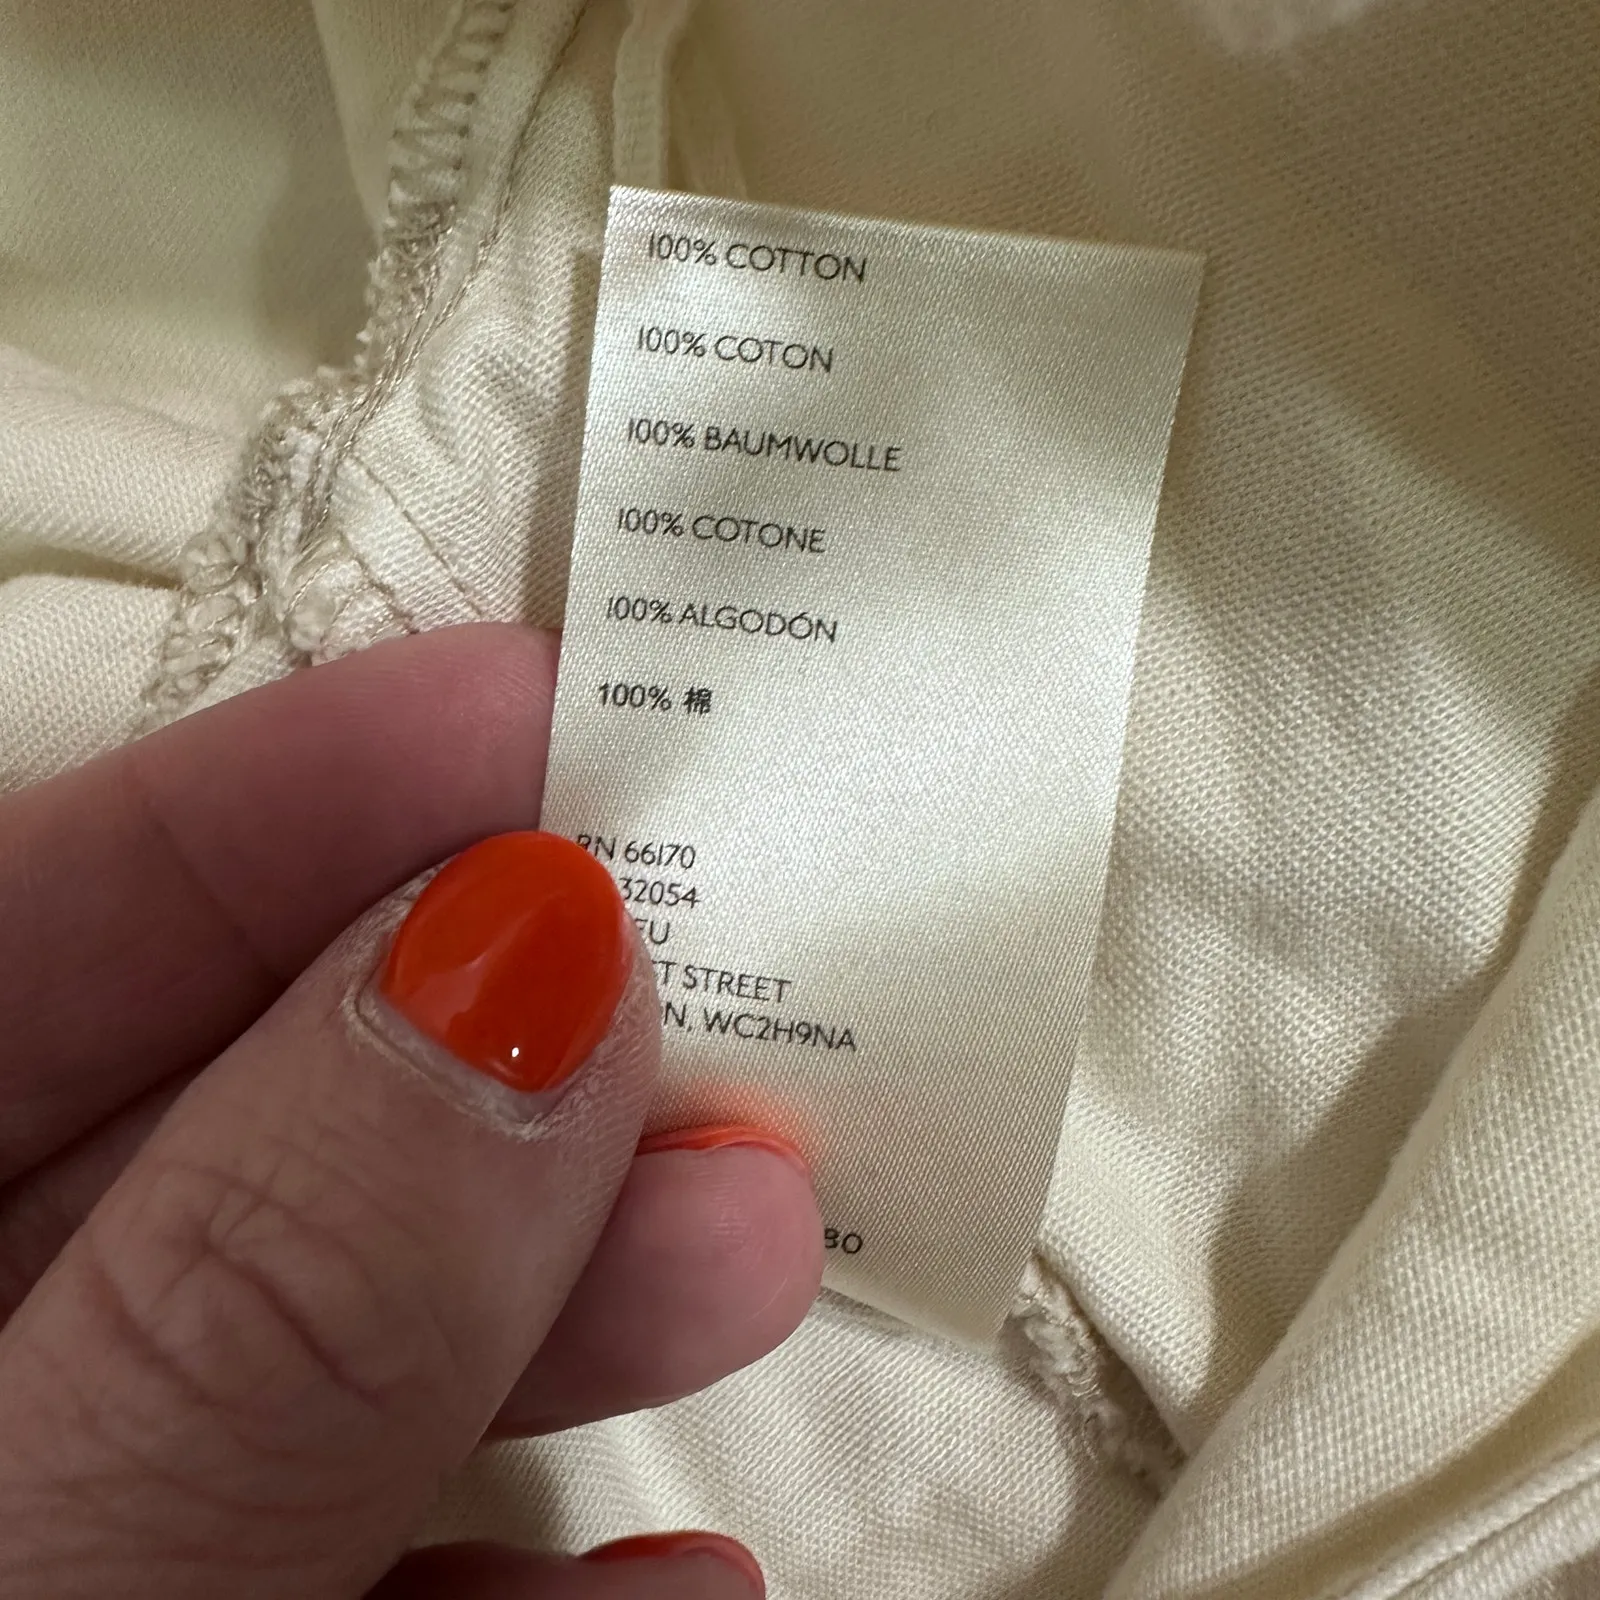 100% COTTON
100% COTON
100% BAUMWOLLE
100% COTONE
100% ALGODÓN
100% 棉
RN 66170
32054
EU
STREET
WC2H9NA